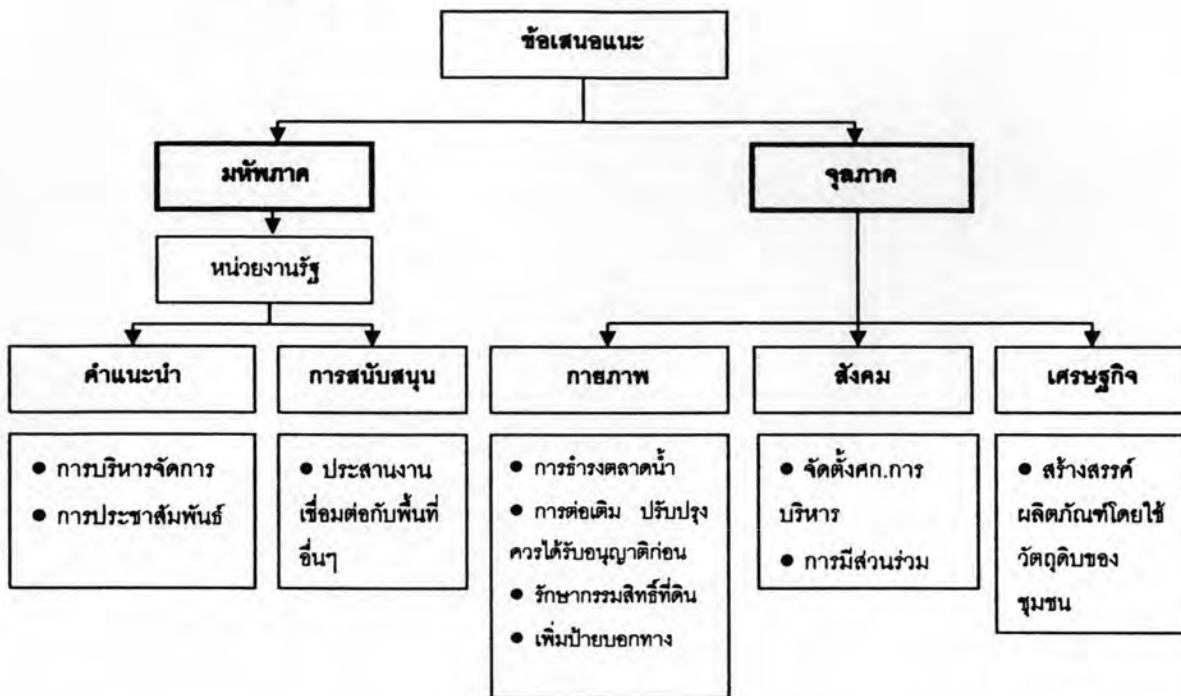 ข้อเสนอแนะ
มหัพภาค
จุลภาค
หน่วยงานรัฐ
คำแนะนำ
การสนับสนุน
กายภาพ
สังคม
เศรษฐกิจ
● การบริหารจัดการ
● การประชาสัมพันธ์
● ประสานงาน
เชื่อมต่อกับพื้นที่
อื่นๆ
● การธำรงตลาดน้ำ
● การต่อเติม ปรับปรุง
ควรได้รับอนุญาติก่อน
● รักษากรรมสิทธิ์ที่ดิน
● เพิ่มป้ายบอกทาง
● จัดตั้งศก.การ
บริหาร
● การมีส่วนร่วม
● สร้างสรรค์
ผลิตภัณฑ์โดยใช้
วัตถุดิบของ
ชุมชน